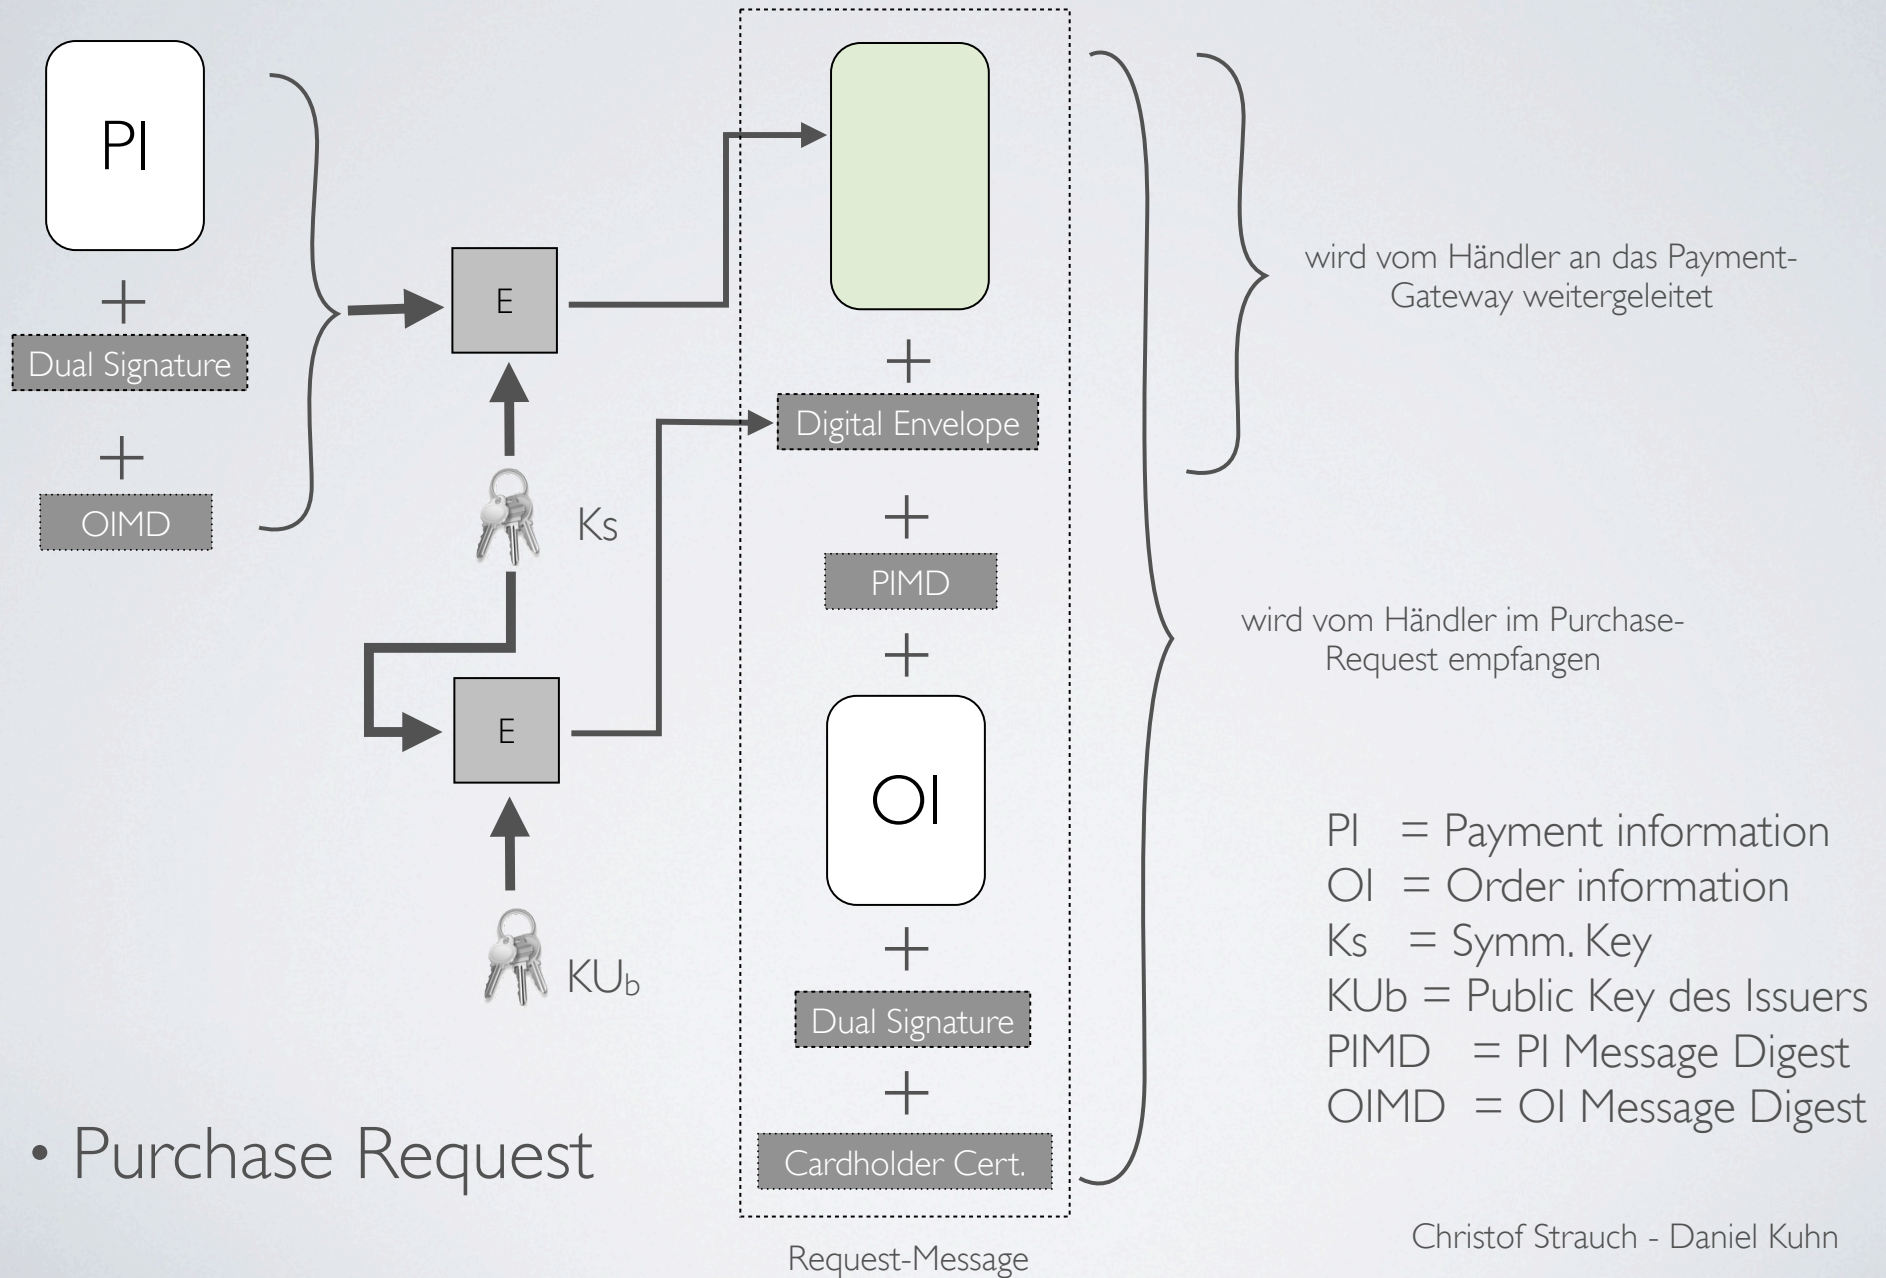 PI
Dual Signature
OIMD
E
Ks
E
KUb
Digital Envelope
PIMD
OI
Dual Signature
Cardholder Cert.
Request-Message
wird vom Händler an das Payment-
Gateway weitergeleitet
wird vom Händler im Purchase-
Request empfangen
PI = Payment information
OI = Order information
Ks = Symm. Key
KUb = Public Key des Issuers
PIMD = PI Message Digest
OIMD = OI Message Digest
• Purchase Request
Christof Strauch - Daniel Kuhn